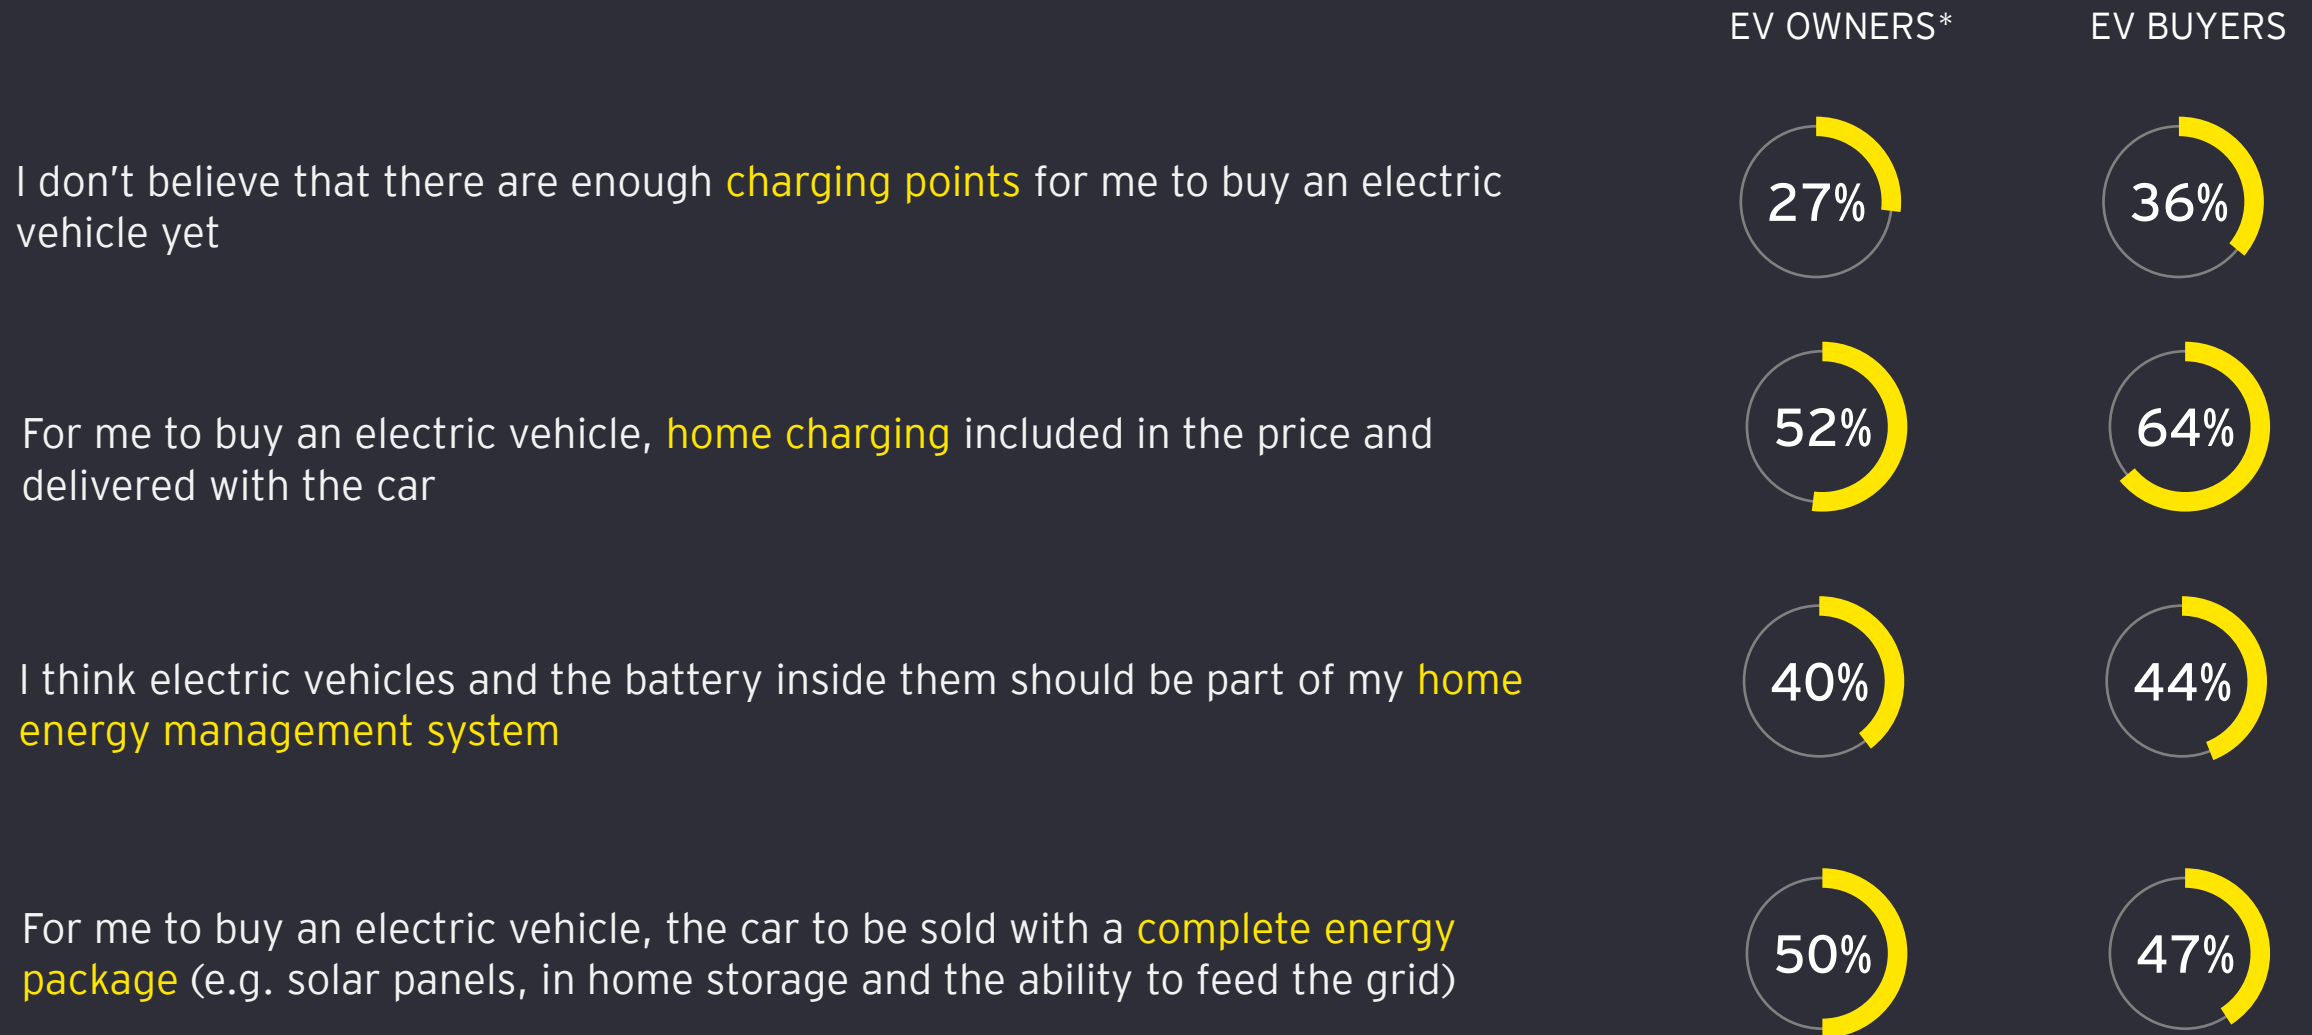 EV OWNERS* EV BUYERS
I don't believe that there are enough charging points for me to buy an electric
vehicle yet
27% 36%
For me to buy an electric vehicle, home charging included in the price and
delivered with the car
52% 64%
I think electric vehicles and the battery inside them should be part of my home
energy management system
40% 44%
For me to buy an electric vehicle, the car to be sold with a complete energy
package (e.g. solar panels, in home storage and the ability to feed the grid)
50% 47%